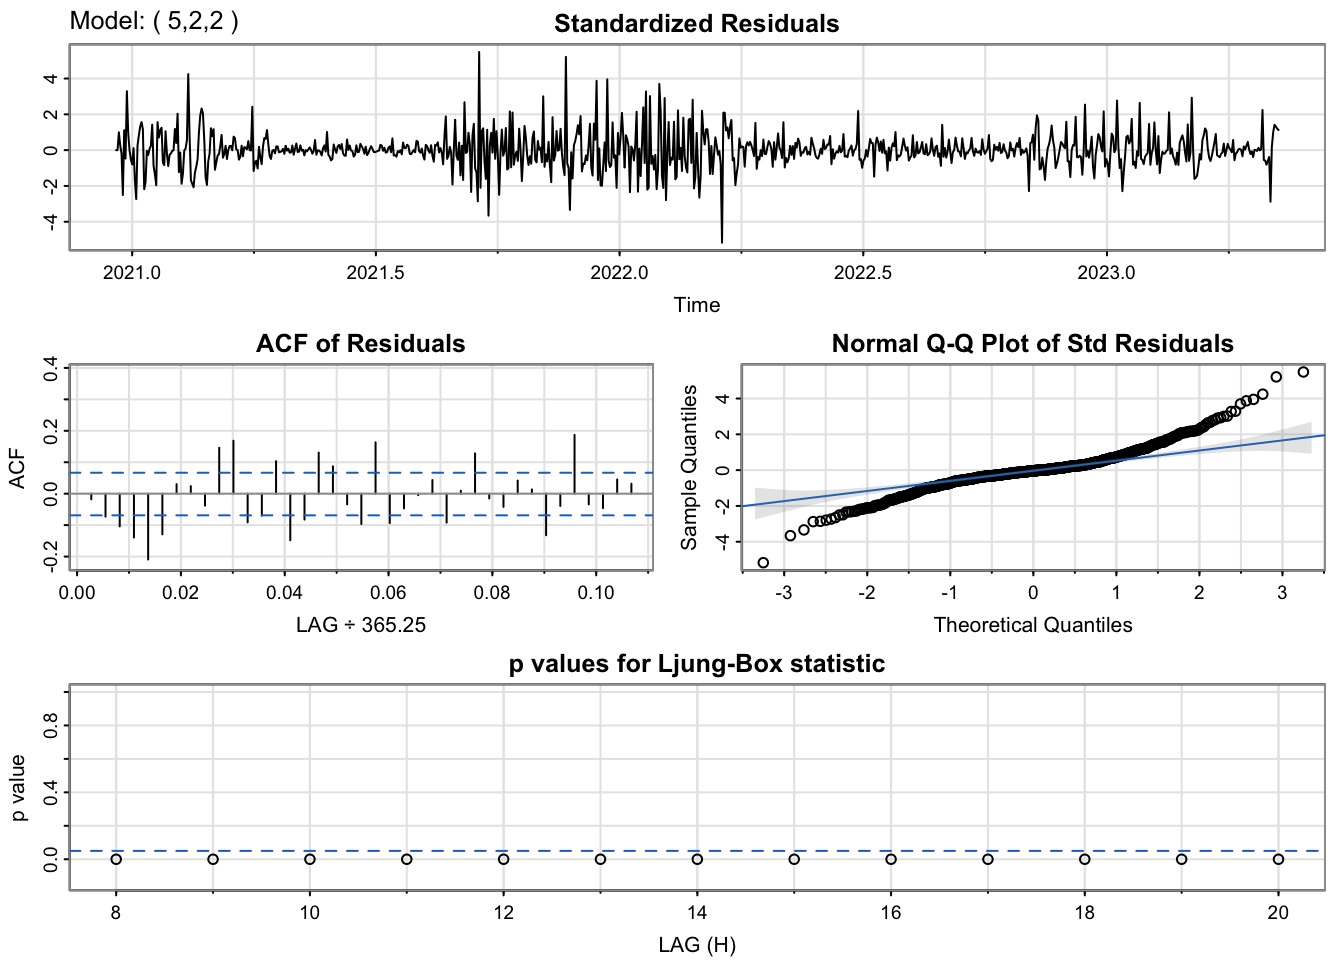 Model: ( 5,2,2 )
Standardized Residuals
4
2
0
-2
-4
2021.0 2021.5 2022.0 2022.5 2023.0
Time
ACF of Residuals
ACF
0.4
0.2
0.0
-0.2
0.00 0.02 0.04 0.06 0.08 0.10
LAG ÷ 365.25
Normal Q-Q Plot of Std Residuals
Sample Quantiles
4
2
0
-2
-4
-3 -2 -1 0 1 2 3
Theoretical Quantiles
p values for Ljung-Box statistic
p value
0.8
0.4
0.0
8 10 12 14 16 18 20
LAG (H)